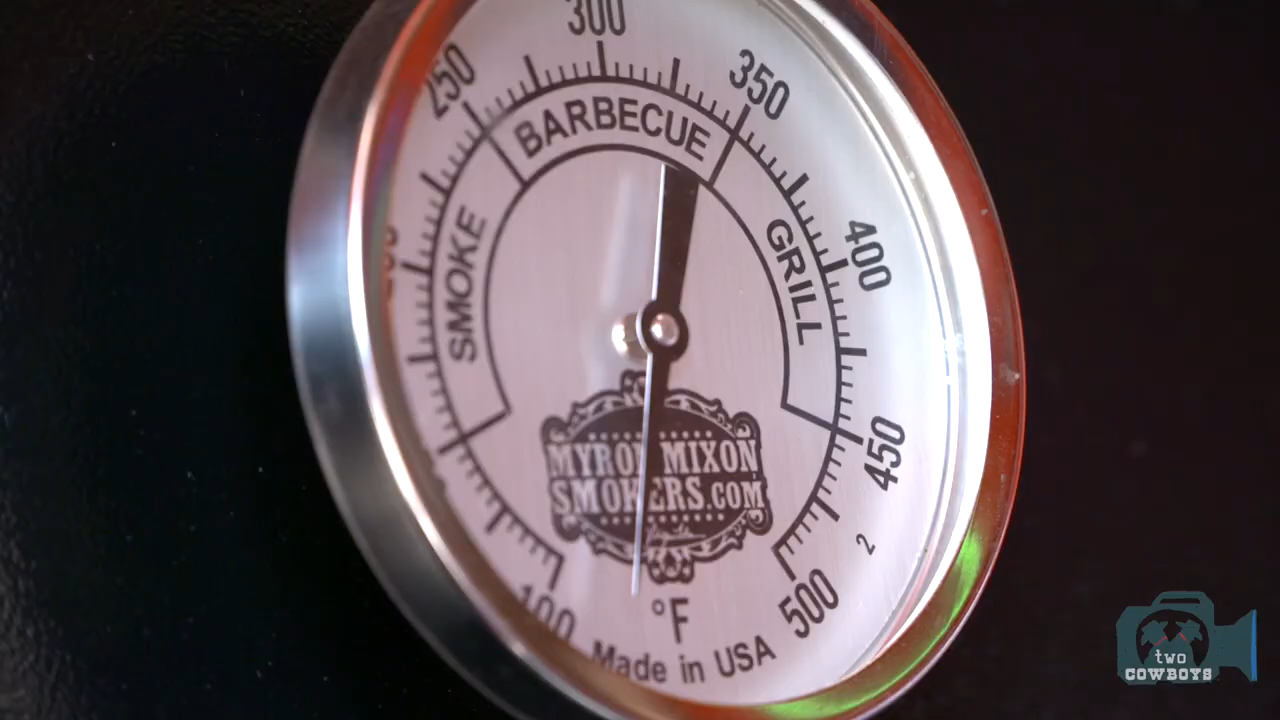 300
250
350
BARBECUE
SMOKE
GRILL
400
450
MYRON MIXON
SMOKERS.COM
2
100
500
°F
Made in USA
two
COWBOYS